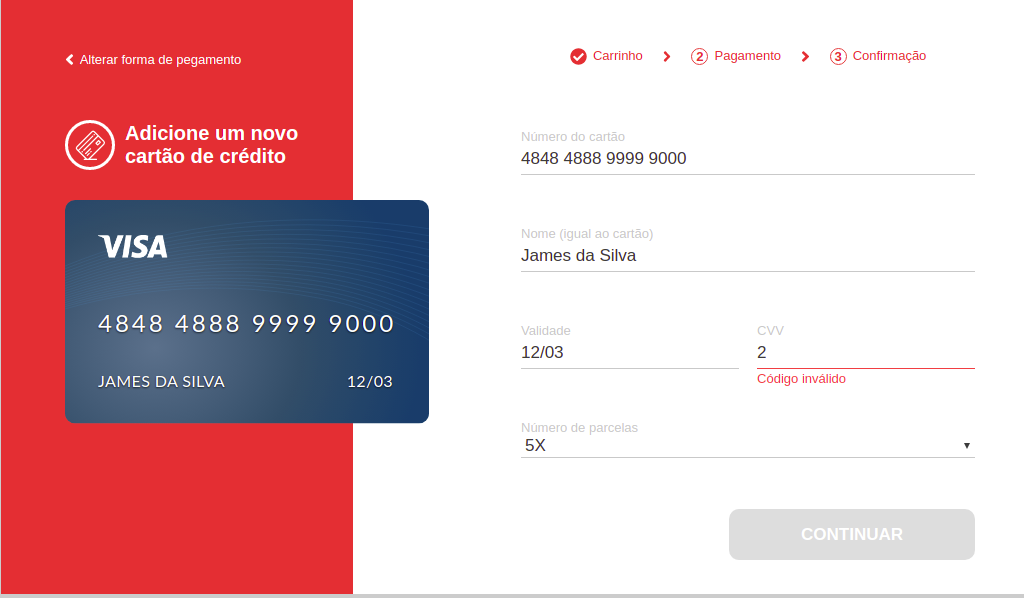 Alterar forma de pegamento
Adicione um novo
cartão de crédito
VISA
4848 4888 9999 9000
JAMES DA SILVA 12/03
Carrinho 2 Pagamento 3 Confirmação
Número do cartão
4848 4888 9999 9000
Nome (igual ao cartão)
James da Silva
Validade CVV
12/03 2
Código inválido
Número de parcelas
5X
CONTINUAR